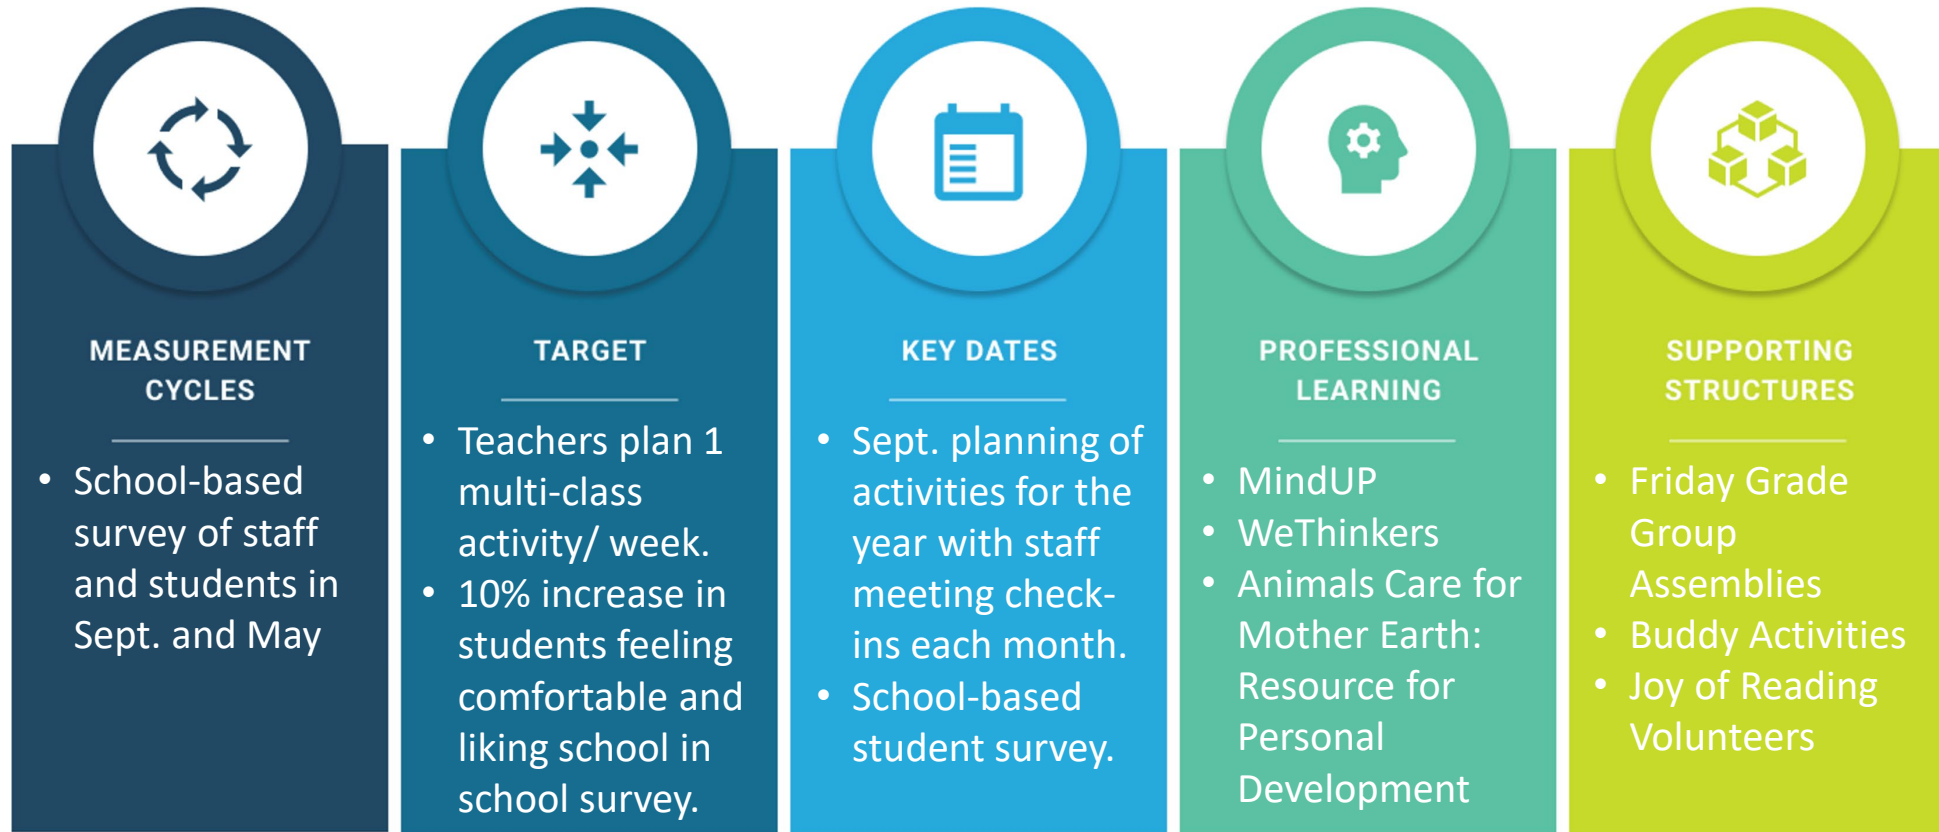 MEASUREMENT
CYCLES
• School-based
survey of staff
and students in
Sept. and May
TARGET
• Teachers plan 1
multi-class
activity/ week.
• 10% increase in
students feeling
comfortable and
liking school in
school survey.
KEY DATES
• Sept. planning of
activities for the
year with staff
meeting check-
ins each month.
• School-based
student survey.
PROFESSIONAL
LEARNING
• MindUP
• WeThinkers
• Animals Care for
Mother Earth:
Resource for
Personal
Development
SUPPORTING
STRUCTURES
• Friday Grade
Group
Assemblies
• Buddy Activities
• Joy of Reading
Volunteers